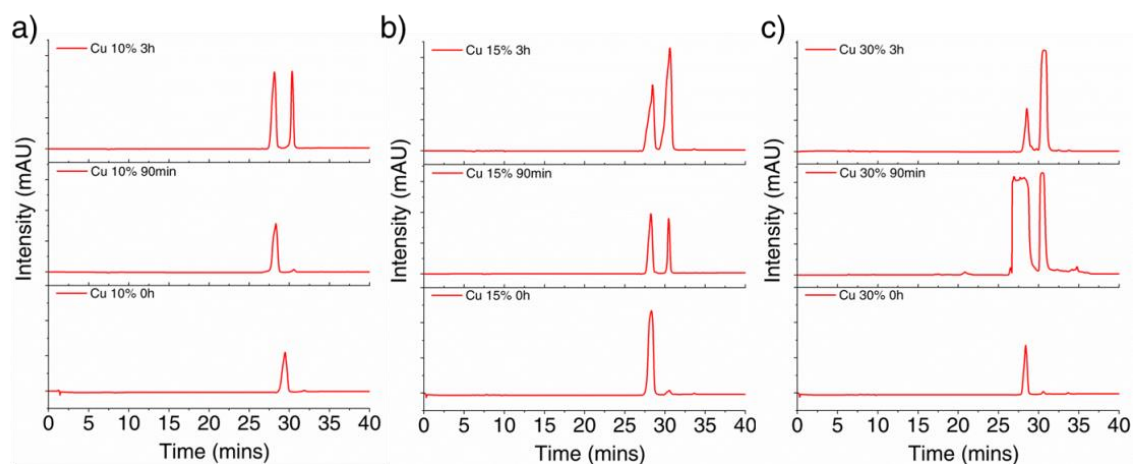 a)
Cu 10% 3h
Cu 10% 90min
Cu 10% 0h
Intensity (mAU)
0 5 10 15 20 25 30 35 40
Time (mins)
b)
Cu 15% 3h
Cu 15% 90min
Cu 15% 0h
Intensity (mAU)
0 5 10 15 20 25 30 35 40
Time (mins)
c)
Cu 30% 3h
Cu 30% 90min
Cu 30% 0h
Intensity (mAU)
0 5 10 15 20 25 30 35 40
Time (mins)